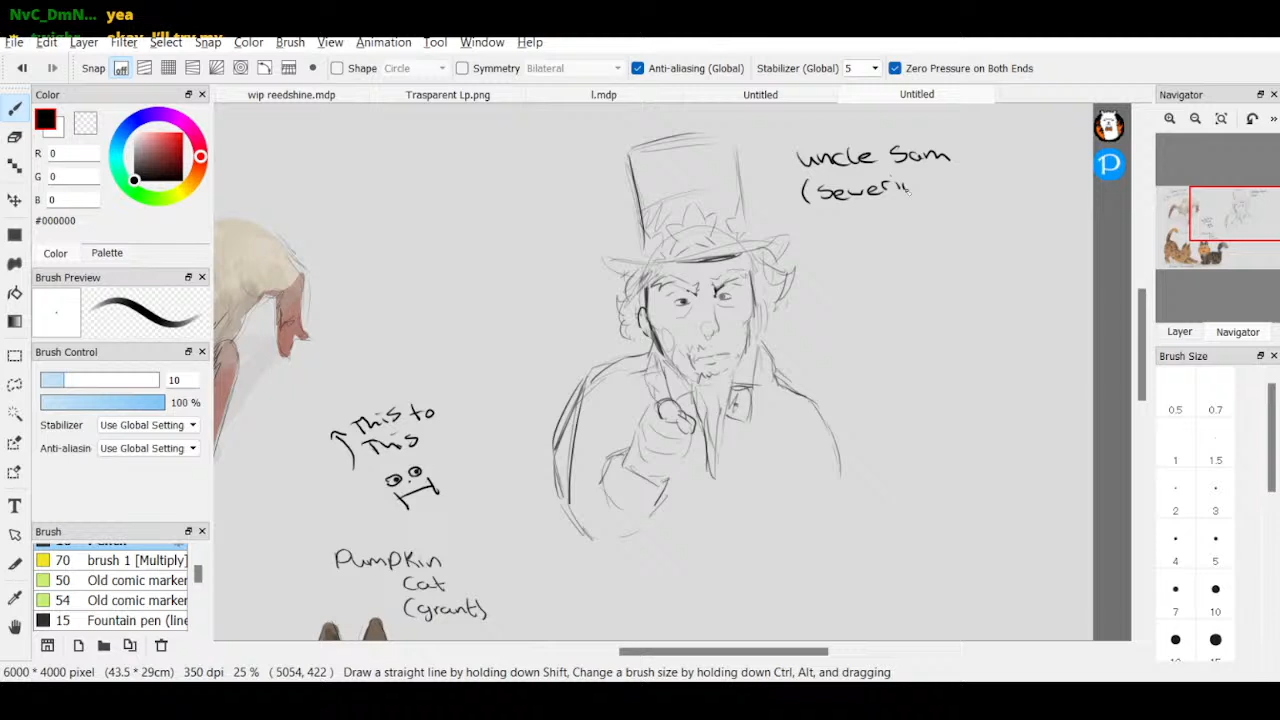 NvC_DmN... yea
okay, I'll try my
File Edit Layer Filter Select Snap Color Brush View Animation Tool Window Help
Snap off Shape Circle Symmetry Bilateral Anti-aliasing (Global) Stabilizer (Global) 5 Zero Pressure on Both Ends
Color
wip reedshine.mdp Trasparent Lp.png l.mdp Untitled Untitled
Navigator
R 0
G 0
B 0
#000000
Color Palette
Brush Preview
Brush Control
10
100 %
Stabilizer Use Global Setting
Anti-aliasin Use Global Setting
Brush
Pencil
70 brush 1 [Multiply]
50 Old comic marker
54 Old comic marker
15 Fountain pen (line
uncle Sam
(Severi
This to
This
Pumpkin
Cat
(grant)
P
Layer Navigator
Brush Size
0.5 0.7
1 1.5
2 3
4 5
7 10
6000 * 4000 pixel (43.5 * 29cm) 350 dpi 25 % ( 5054, 422 ) Draw a straight line by holding down Shift, Change a brush size by holding down Ctrl, Alt, and dragging